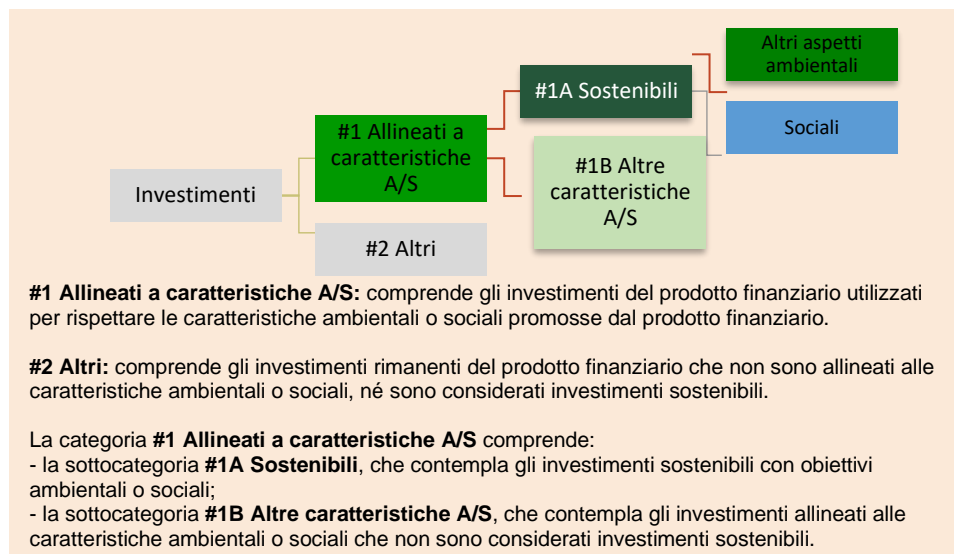 Altri aspetti
ambientali
#1A Sostenibili
Sociali
#1 Allineati a
caratteristiche
A/S
#1B Altre
caratteristiche
A/S
Investimenti
#2 Altri
#1 Allineati a caratteristiche A/S: comprende gli investimenti del prodotto finanziario utilizzati
per rispettare le caratteristiche ambientali o sociali promosse dal prodotto finanziario.
#2 Altri: comprende gli investimenti rimanenti del prodotto finanziario che non sono allineati alle
caratteristiche ambientali o sociali, né sono considerati investimenti sostenibili.
La categoria #1 Allineati a caratteristiche A/S comprende:
- la sottocategoria #1A Sostenibili, che contempla gli investimenti sostenibili con obiettivi
ambientali o sociali;
- la sottocategoria #1B Altre caratteristiche A/S, che contempla gli investimenti allineati alle
caratteristiche ambientali o sociali che non sono considerati investimenti sostenibili.